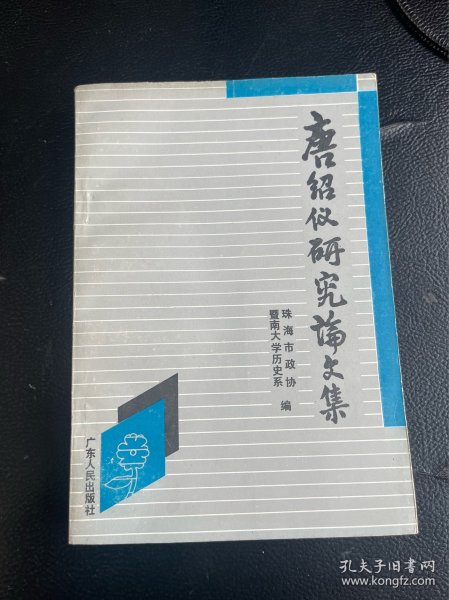 唐绍仪研究論文集
珠海市政协
暨南大学历史系
编
广东人民出版社
孔夫子旧书网
www.kongfz.com